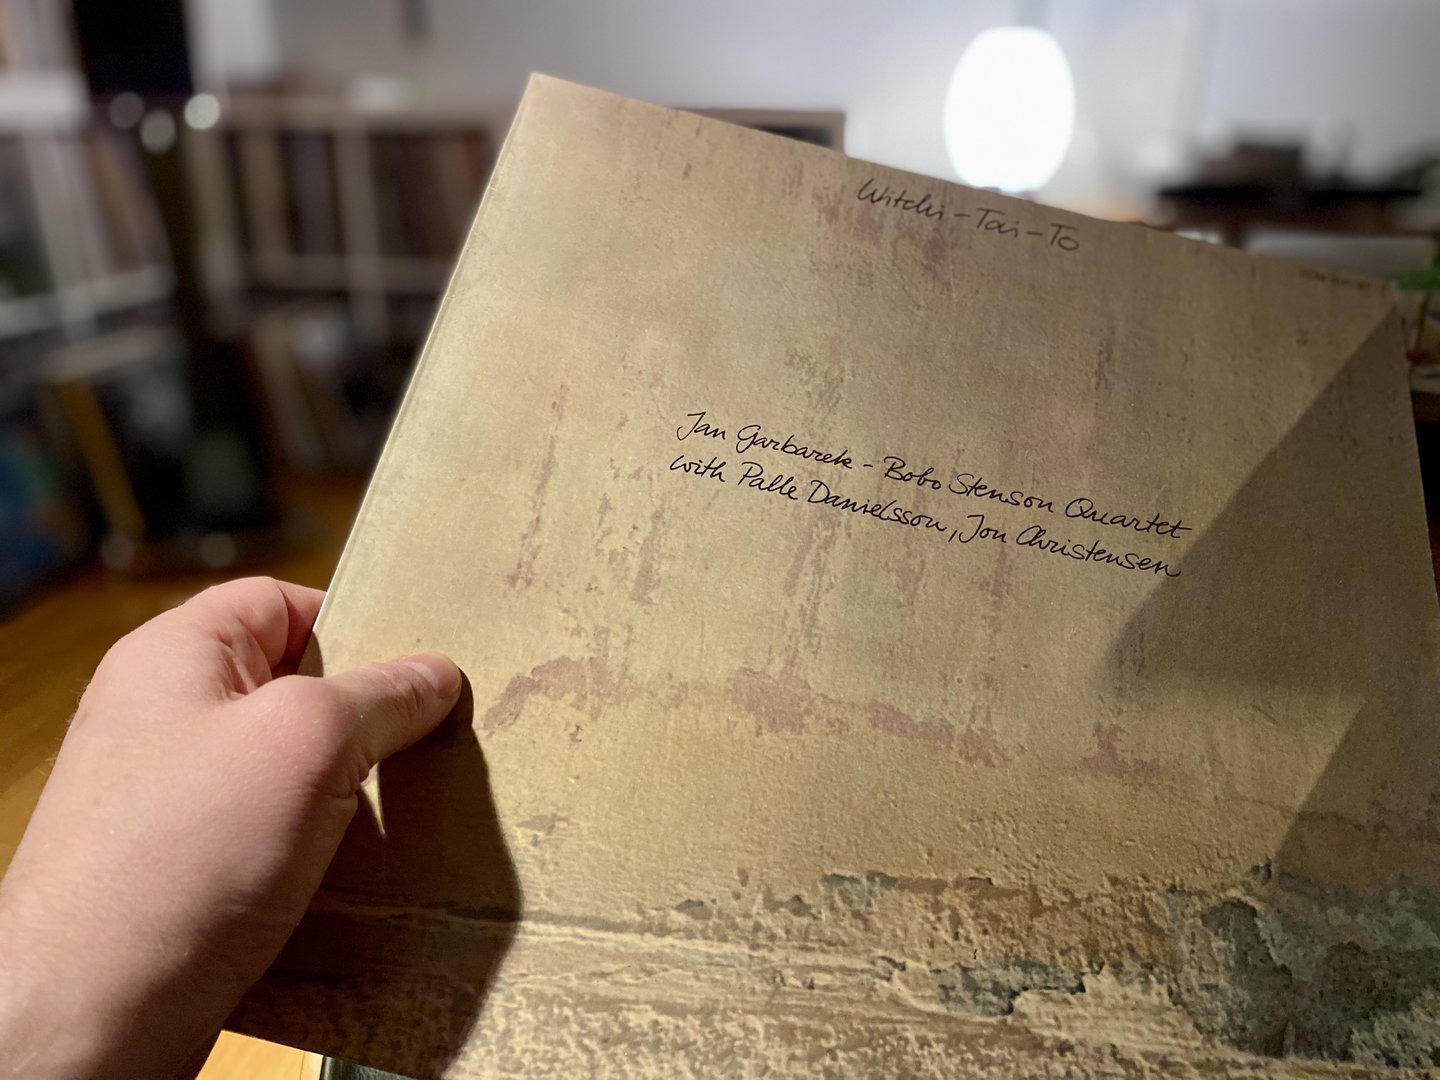 Witchi-Tai-To
Jan Garbarek - Bobo Stenson Quartet
with Palle Danielsson, Jon Christensen